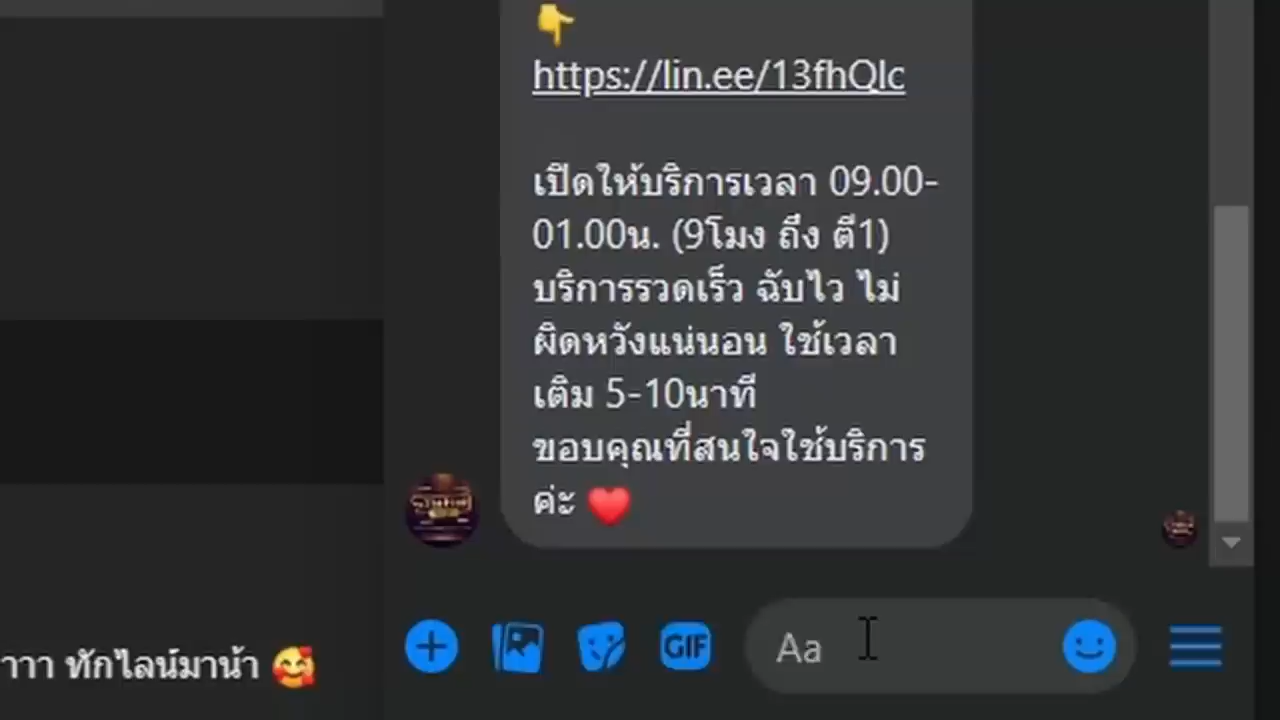 👇
https://lin.ee/13fhQlc
เปิดให้บริการเวลา 09.00-
01.00น. (9โมง ถึง ตี1)
บริการรวดเร็ว ฉับไว ไม่
ผิดหวังแน่นอน ใช้เวลา
เติม 5-10นาที
ขอบคุณที่สนใจใช้บริการ
ค่ะ ❤️
GIF
Aa
าาา ทักไลน์มาน้า 🥰